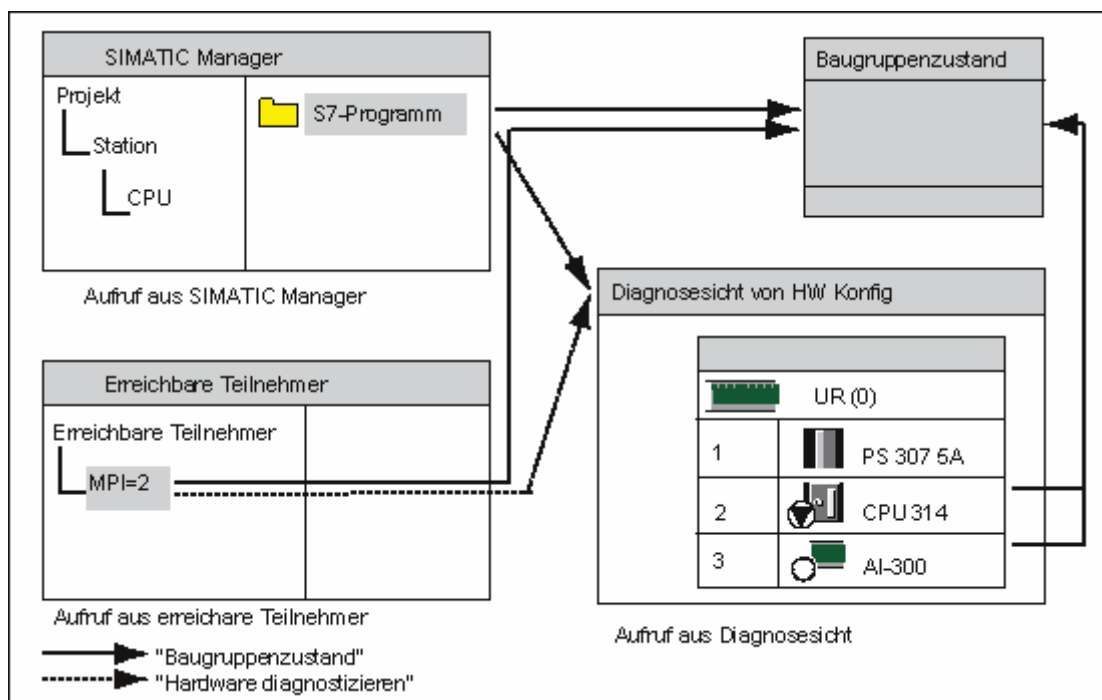 SIMATIC Manager
Projekt
Station
CPU
S7-Programm
Aufruf aus SIMATIC Manager
Baugruppenzustand
Erreichbare Teilnehmer
Erreichbare Teilnehmer
MPI=2
Aufruf aus erreichare Teilnehmer
Diagnosesicht von HW Konfig
UR (0)
1 PS 307 5A
2 CPU 314
3 AI-300
Aufruf aus Diagnosesicht
"Baugruppenzustand"
"Hardware diagnostizieren"